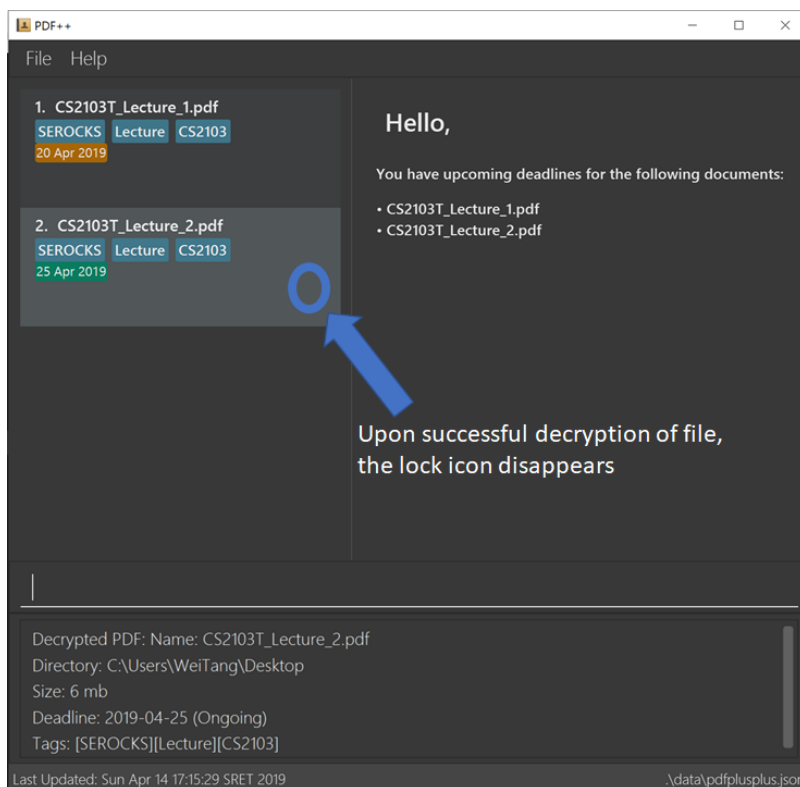 PDF++
File Help
1. CS2103T_Lecture_1.pdf
SEROCKS Lecture CS2103
20 Apr 2019
2. CS2103T_Lecture_2.pdf
SEROCKS Lecture CS2103
25 Apr 2019
Hello,
You have upcoming deadlines for the following documents:
• CS2103T_Lecture_1.pdf
• CS2103T_Lecture_2.pdf
Upon successful decryption of file,
the lock icon disappears
Decrypted PDF: Name: CS2103T_Lecture_2.pdf
Directory: C:\Users\WeiTang\Desktop
Size: 6 mb
Deadline: 2019-04-25 (Ongoing)
Tags: [SEROCKS][Lecture][CS2103]
Last Updated: Sun Apr 14 17:15:29 SRET 2019
.\data\pdfplusplus.json